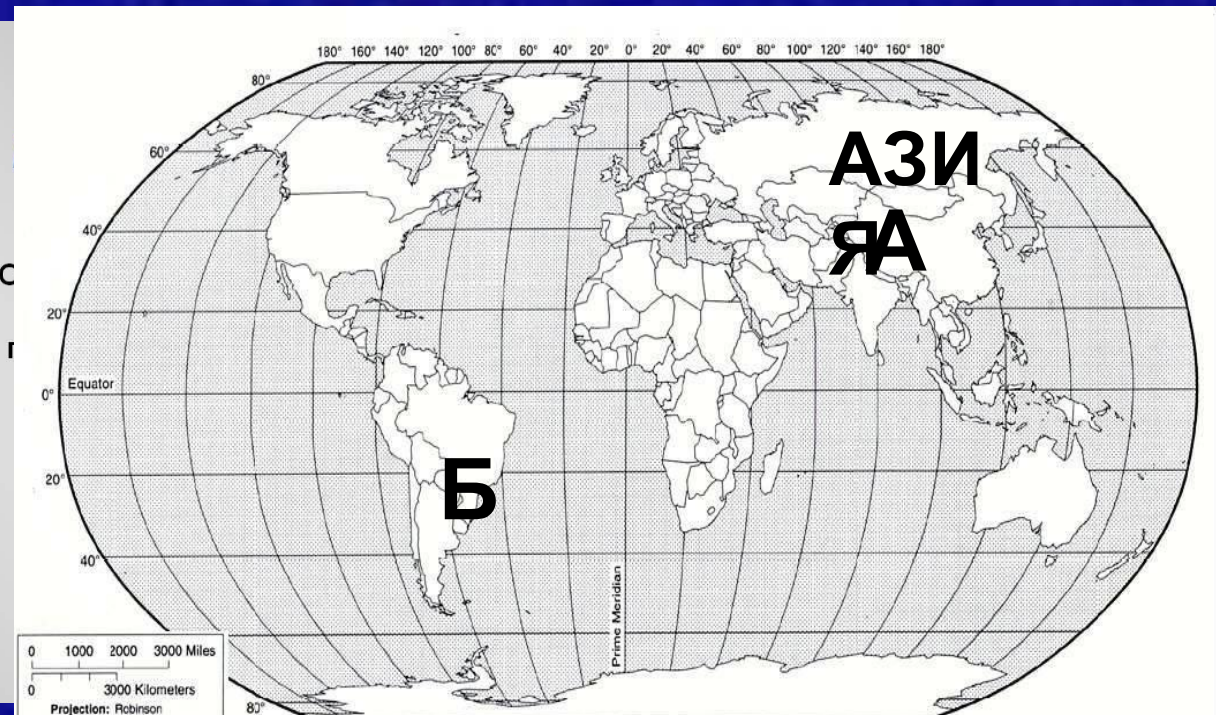 180° 160° 140° 120° 100° 80° 60° 40° 20° 0° 20° 40° 60° 80° 100° 120° 140° 160° 180°
80°
60°
АЗИ
ЯА
40°
20°
Equator
0°
20°
Б
40°
Prime Meridian
0 1000 2000 3000 Miles
0 3000 Kilometers
Projection: Robinson
80°